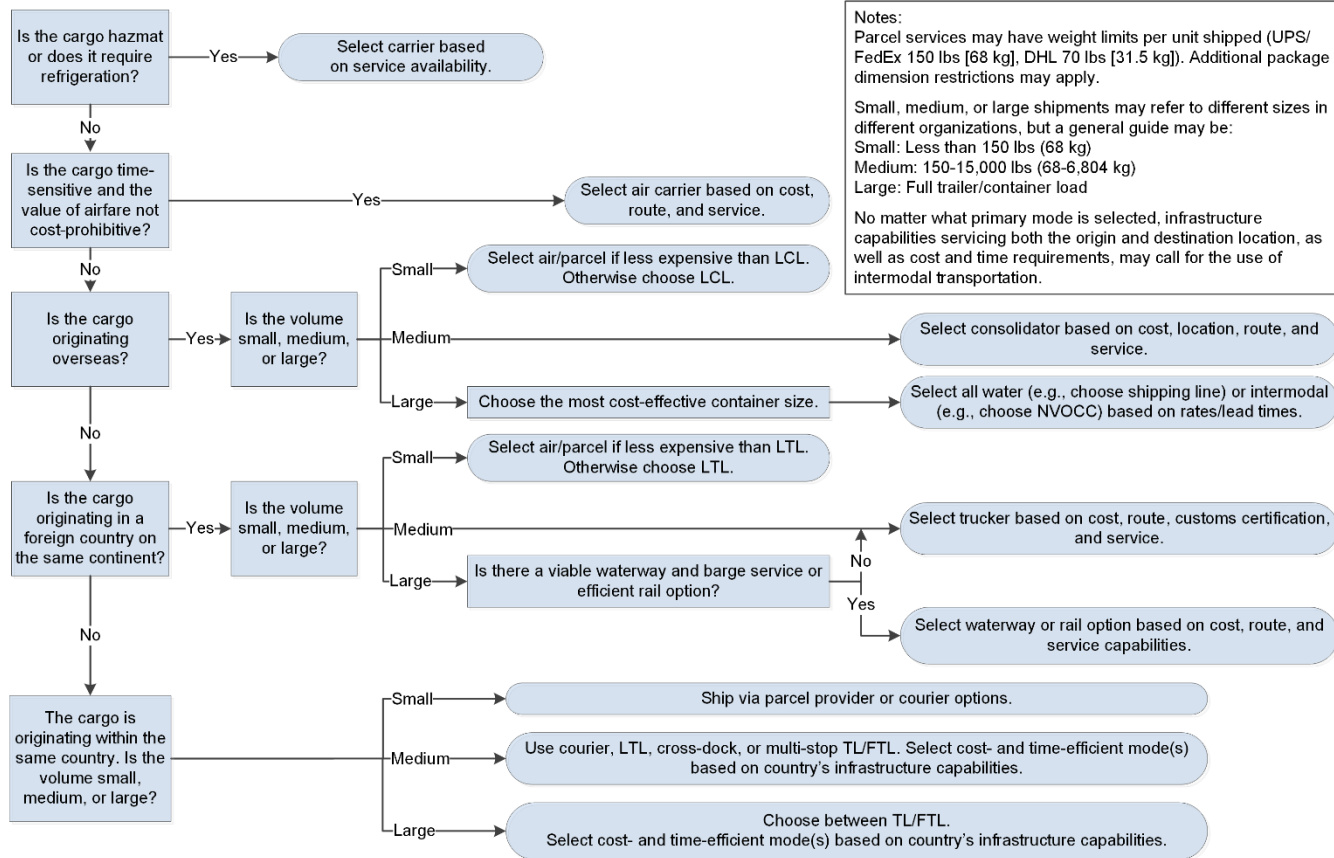 Is the cargo hazmat
or does it require
refrigeration?
Yes
Select carrier based
on service availability.
Notes:
Parcel services may have weight limits per unit shipped (UPS/
FedEx 150 lbs [68 kg], DHL 70 lbs [31.5 kg]). Additional package
dimension restrictions may apply.
Small, medium, or large shipments may refer to different sizes in
different organizations, but a general guide may be:
Small: Less than 150 lbs (68 kg)
Medium: 150-15,000 lbs (68-6,804 kg)
Large: Full trailer/container load
No matter what primary mode is selected, infrastructure
capabilities servicing both the origin and destination location, as
well as cost and time requirements, may call for the use of
intermodal transportation.
No
Is the cargo time-
sensitive and the
value of airfare not
cost-prohibitive?
Yes
Select air carrier based on cost,
route, and service.
No
Is the cargo
originating
overseas?
Yes
Is the volume
small, medium,
or large?
Small
Select air/parcel if less expensive than LCL.
Otherwise choose LCL.
Medium
Select consolidator based on cost, location, route, and
service.
Large
Choose the most cost-effective container size.
Select all water (e.g., choose shipping line) or intermodal
(e.g., choose NVOCC) based on rates/lead times.
No
Is the cargo
originating in a
foreign country on
the same continent?
Yes
Is the volume
small, medium,
or large?
Small
Select air/parcel if less expensive than LTL.
Otherwise choose LTL.
Medium
Select trucker based on cost, route, customs certification,
and service.
Large
Is there a viable waterway and barge service or
efficient rail option?
No
Yes
Select waterway or rail option based on cost, route, and
service capabilities.
No
The cargo is
originating within the
same country. Is the
volume small,
medium, or large?
Small
Ship via parcel provider or courier options.
Medium
Use courier, LTL, cross-dock, or multi-stop TL/FTL. Select cost- and time-efficient mode(s)
based on country's infrastructure capabilities.
Large
Choose between TL/FTL.
Select cost- and time-efficient mode(s) based on country's infrastructure capabilities.